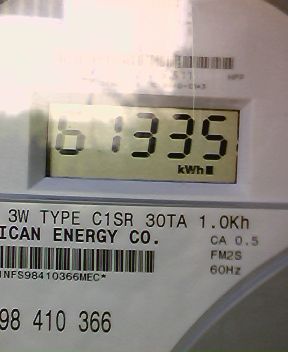 61335
kWh
3W TYPE C1SR 30TA 1.0Kh
ICAN ENERGY CO.
CA 0.5
FM2S
60Hz
1NFS98410366MEC*
98 410 366